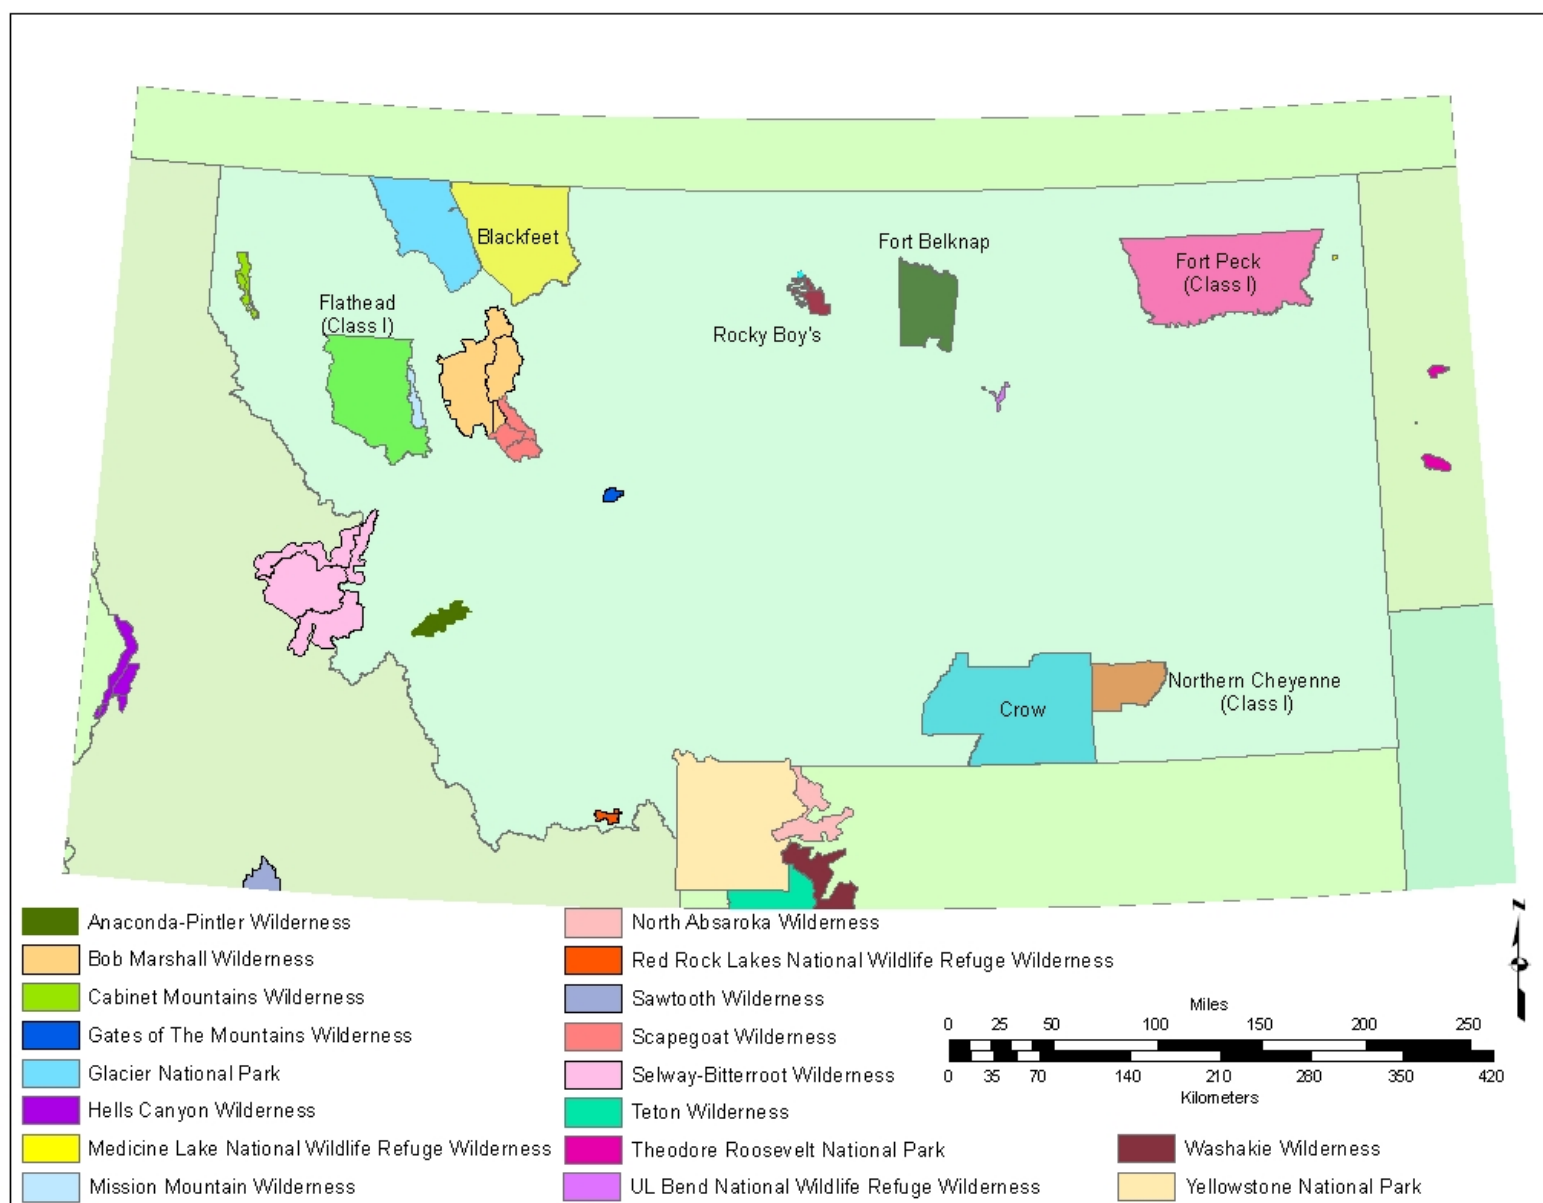 Blackfeet
Fort Belknap
Fort Peck
(Class I)
Flathead
(Class I)
Rocky Boy's
Northern Cheyenne
(Class I)
Crow
Anaconda-Pintler Wilderness
Bob Marshall Wilderness
Cabinet Mountains Wilderness
Gates of The Mountains Wilderness
Glacier National Park
Hells Canyon Wilderness
Medicine Lake National Wildlife Refuge Wilderness
Mission Mountain Wilderness
North Absaroka Wilderness
Red Rock Lakes National Wildlife Refuge Wilderness
Sawtooth Wilderness
Scapegoat Wilderness
Selway-Bitterroot Wilderness
Teton Wilderness
Theodore Roosevelt National Park
UL Bend National Wildlife Refuge Wilderness
Washakie Wilderness
Yellowstone National Park
Miles
0 25 50 100 150 200 250
0 35 70 140 210 280 350 420
Kilometers
N